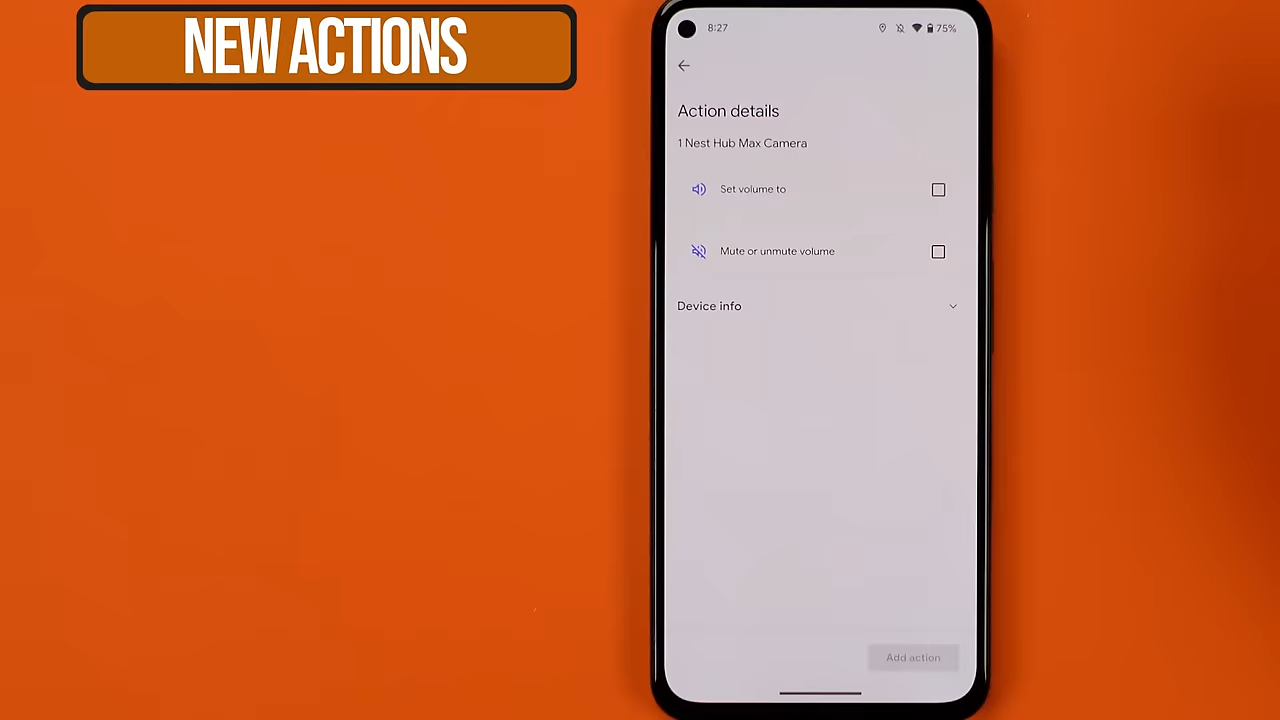 NEW ACTIONS
8:27
75%
Action details
1 Nest Hub Max Camera
Set volume to
Mute or unmute volume
Device info
Add action